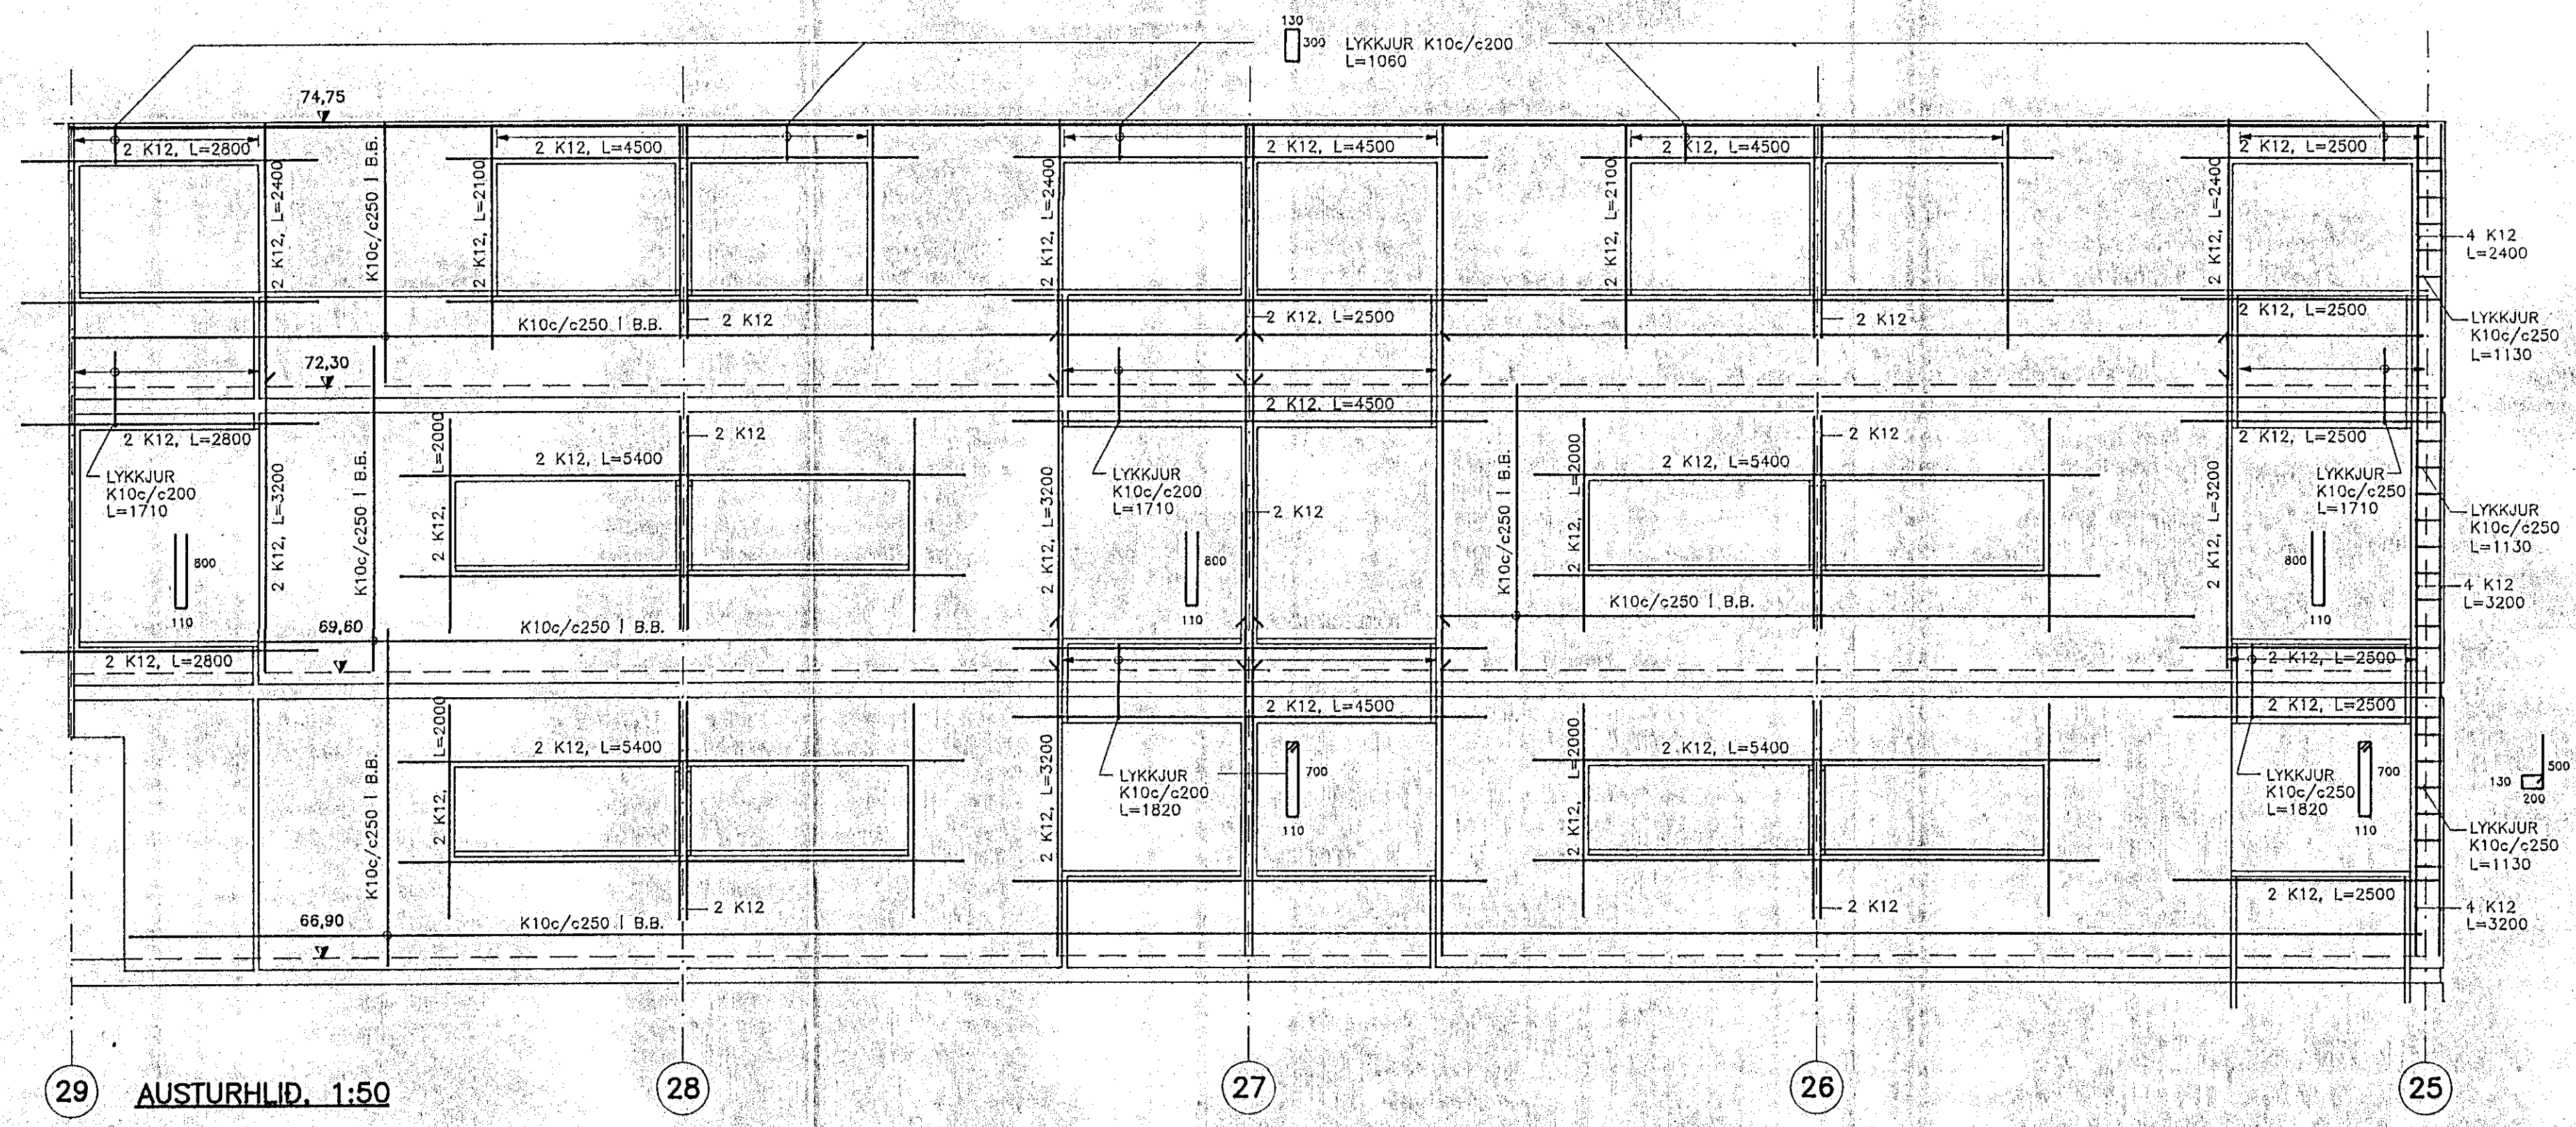 130
300
LYKKJUR K10c/c200
L=1060
74,75
2 K12, L=2800
2 K12, L=4500
2 K12, L=4500
2 K12, L=4500
2 K12, L=2500
2 K12, L=2400
K10c/c250 Í B.B.
2 K12, L=2100
2 K12, L=2400
2 K12, L=2100
2 K12, L=2400
4 K12
L=2400
K10c/c250 Í B.B.
2 K12
2 K12, L=2500
2 K12
2 K12, L=2500
LYKKJUR
K10c/c250
L=1130
72,30
2 K12, L=4500
2 K12, L=2800
2 K12
2 K12
2 K12, L=2500
LYKKJUR
K10c/c200
L=1710
2 K12, L=3200
K10c/c250 Í B.B.
2 K12, L=2000
2 K12, L=5400
LYKKJUR
K10c/c200
L=1710
2 K12, L=3200
2 K12
K10c/c250 Í B.B.
2 K12, L=2000
2 K12, L=5400
2 K12, L=3200
LYKKJUR
K10c/c250
L=1710
LYKKJUR
K10c/c250
L=1130
800
110
800
110
800
110
4 K12
L=3200
69,60
K10c/c250 Í B.B.
K10c/c250 Í B.B.
2 K12, L=2800
2 K12, L=2500
2 K12, L=4500
2 K12, L=2500
K10c/c250 Í B.B.
2 K12, L=2000
2 K12, L=5400
2 K12, L=3200
LYKKJUR
K10c/c200
L=1820
700
110
2 K12, L=2000
2 K12, L=5400
LYKKJUR
K10c/c250
L=1820
700
110
130
500
200
LYKKJUR
K10c/c250
L=1130
66,90
K10c/c250 Í B.B.
2 K12
2 K12
2 K12, L=2500
4 K12
L=3200
29
AUSTURHLIÐ. 1:50
28
27
26
25